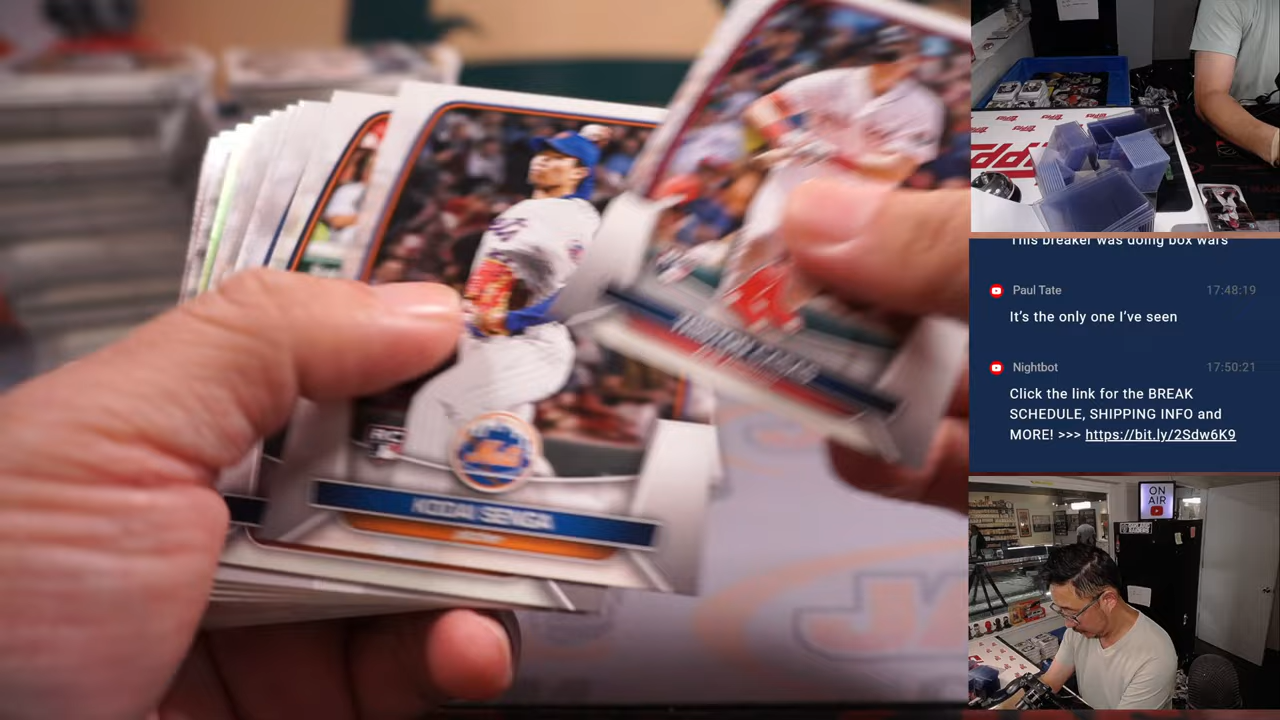 KODAI SENGA
RC
Mets
This breaker was doing box wars
Paul Tate 17:48:19
It's the only one I've seen
Nightbot 17:50:21
Click the link for the BREAK
SCHEDULE, SHIPPING INFO and
MORE! >>> https://bit.ly/2Sdw6K9
ON
AIR